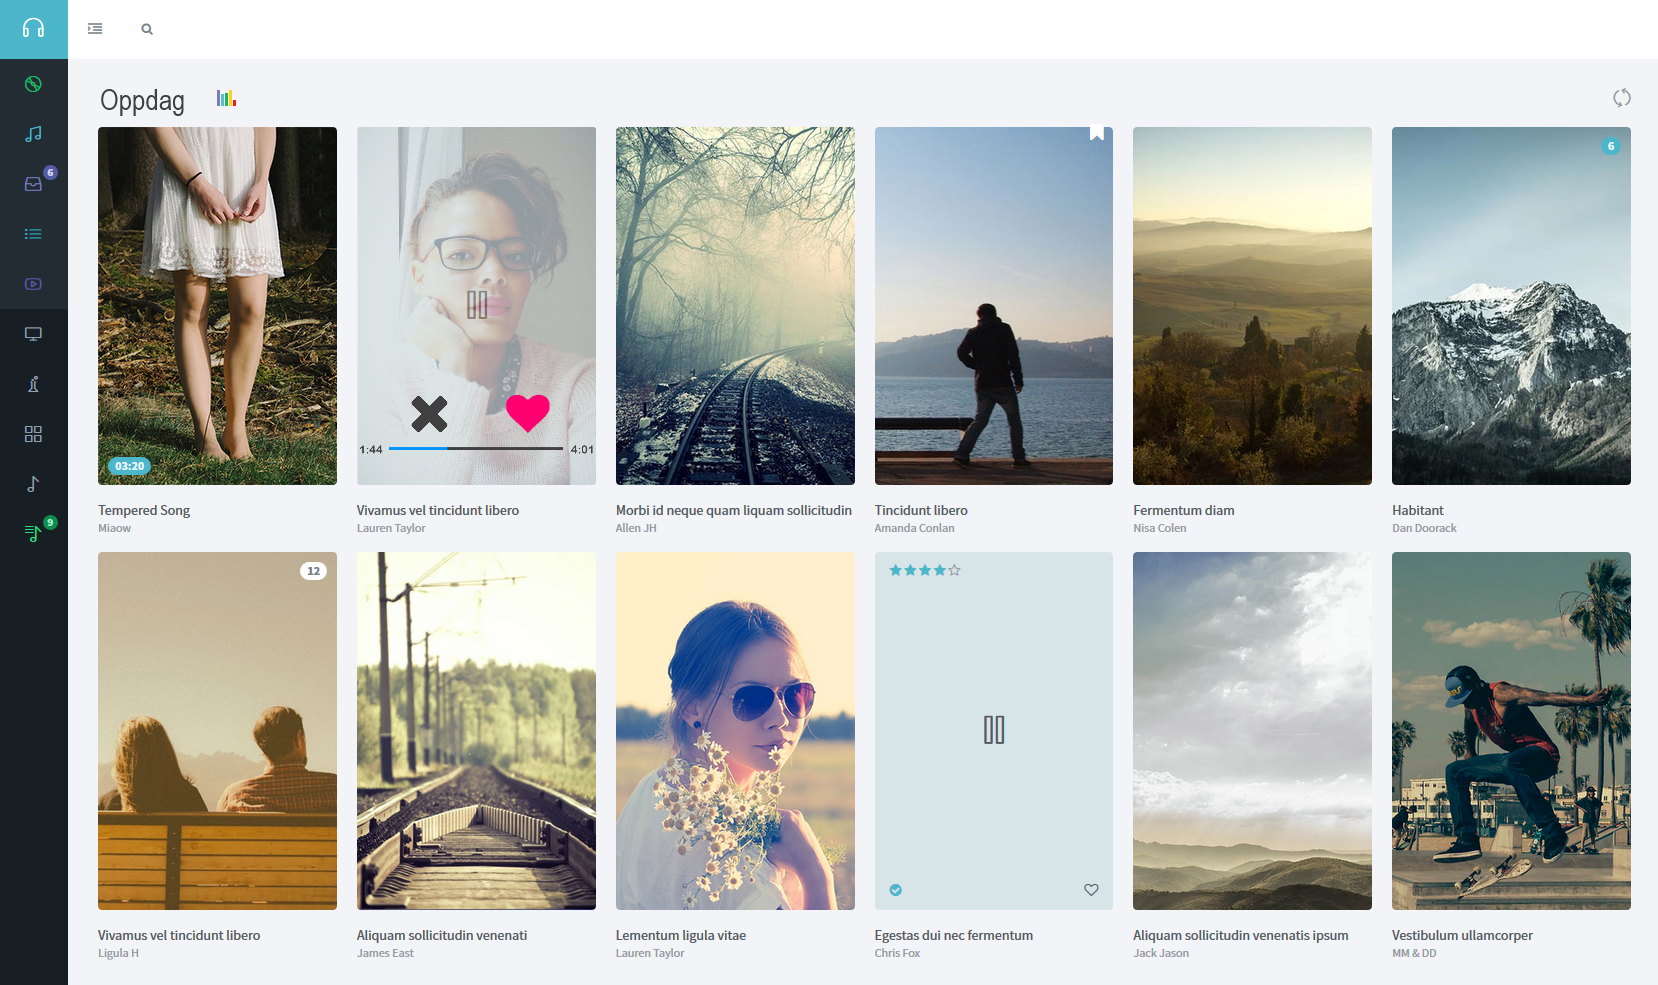 Oppdag
6
6
03:20
1:44
4:01
Tempered Song
Miaow
Vivamus vel tincidunt libero
Lauren Taylor
Morbi id neque quam liquam sollicitudin
Allen JH
Tincidunt libero
Amanda Conlan
Fermentum diam
Nisa Colen
Habitant
Dan Doorack
9
12
Vivamus vel tincidunt libero
Ligula H
Aliquam sollicitudin venenati
James East
Lementum ligula vitae
Lauren Taylor
Egestas dui nec fermentum
Chris Fox
Aliquam sollicitudin venenatis ipsum
Jack Jason
Vestibulum ullamcorper
MM & DD